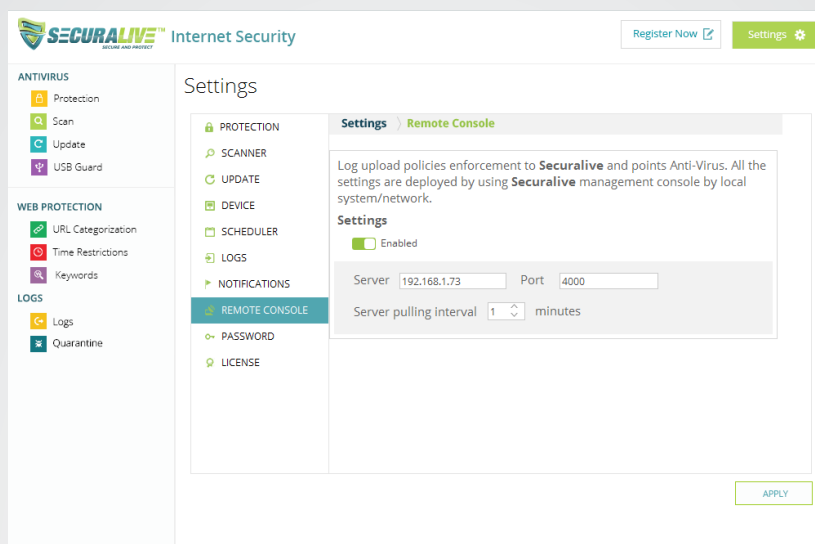 SECURALIVE™ Internet Security
SECURE AND PROTECT
Register Now
Settings
ANTIVIRUS
Protection
Scan
Update
USB Guard
WEB PROTECTION
URL Categorization
Time Restrictions
Keywords
LOGS
Logs
Quarantine
Settings
PROTECTION
SCANNER
UPDATE
DEVICE
SCHEDULER
LOGS
NOTIFICATIONS
REMOTE CONSOLE
PASSWORD
LICENSE
Settings Remote Console
Log upload policies enforcement to Securalive and points Anti-Virus. All the
settings are deployed by using Securalive management console by local
system/network.
Settings
Enabled
Server 192.168.1.73 Port 4000
Server pulling interval 1 minutes
APPLY